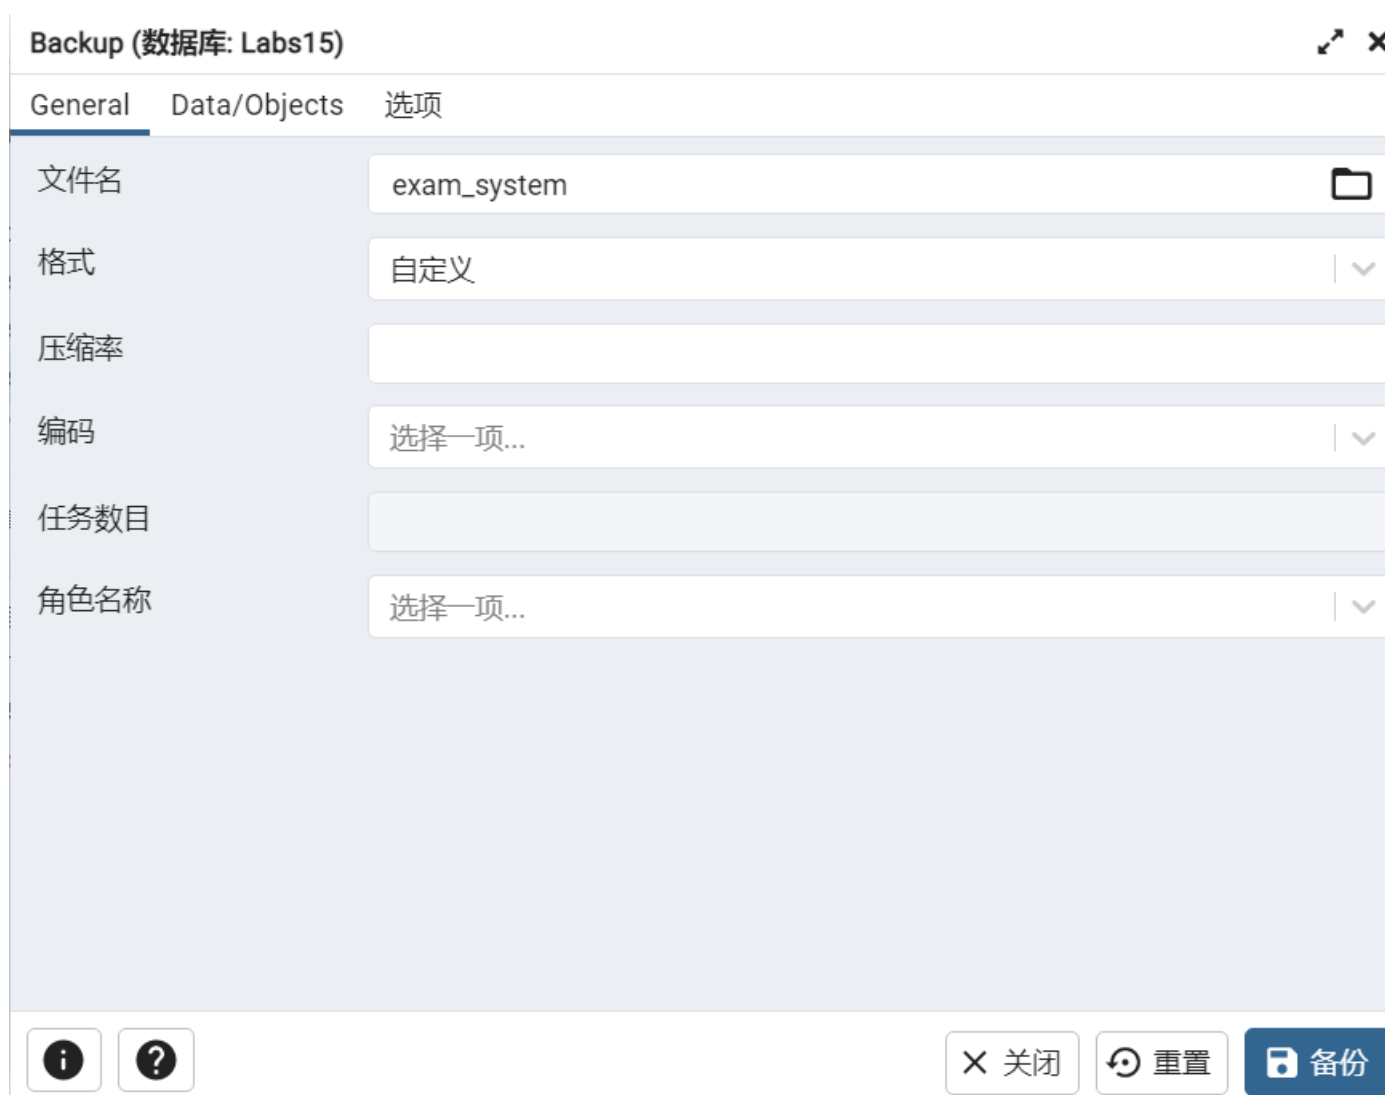 Backup (数据库: Labs15)
General Data/Objects 选项
文件名 exam_system
格式 自定义
压缩率
编码 选择一项...
任务数目
角色名称 选择一项...
关闭 重置 备份